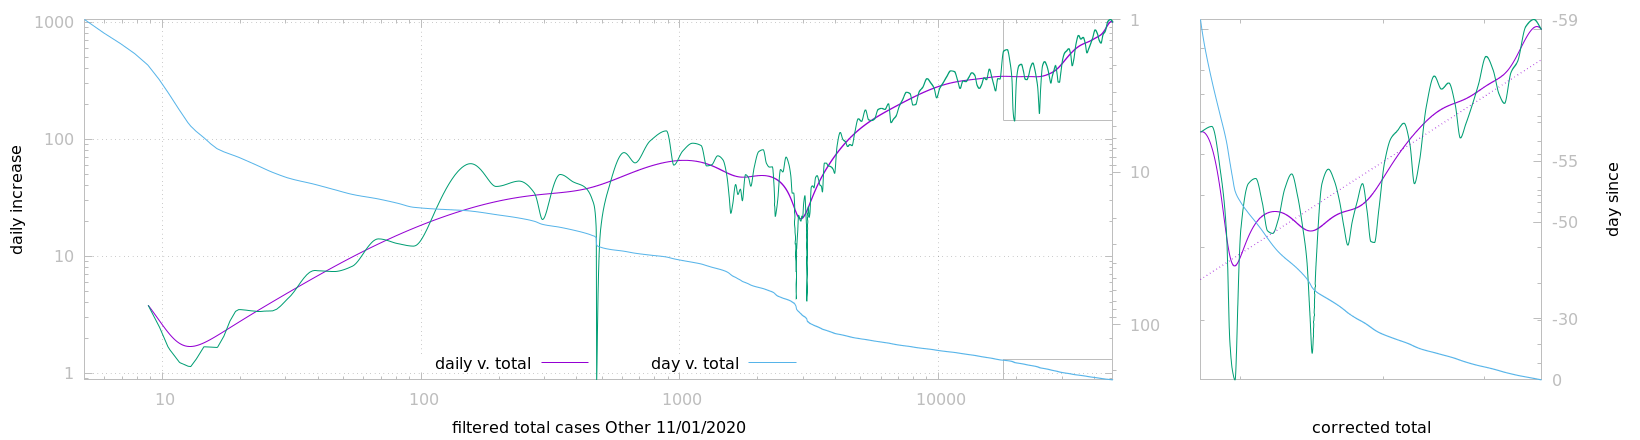 1000
100
10
1
daily increase
10
100
1000
10000
filtered total cases Other 11/01/2020
daily v. total
day v. total
1
10
100
-59
-55
-50
-30
0
day since
corrected total